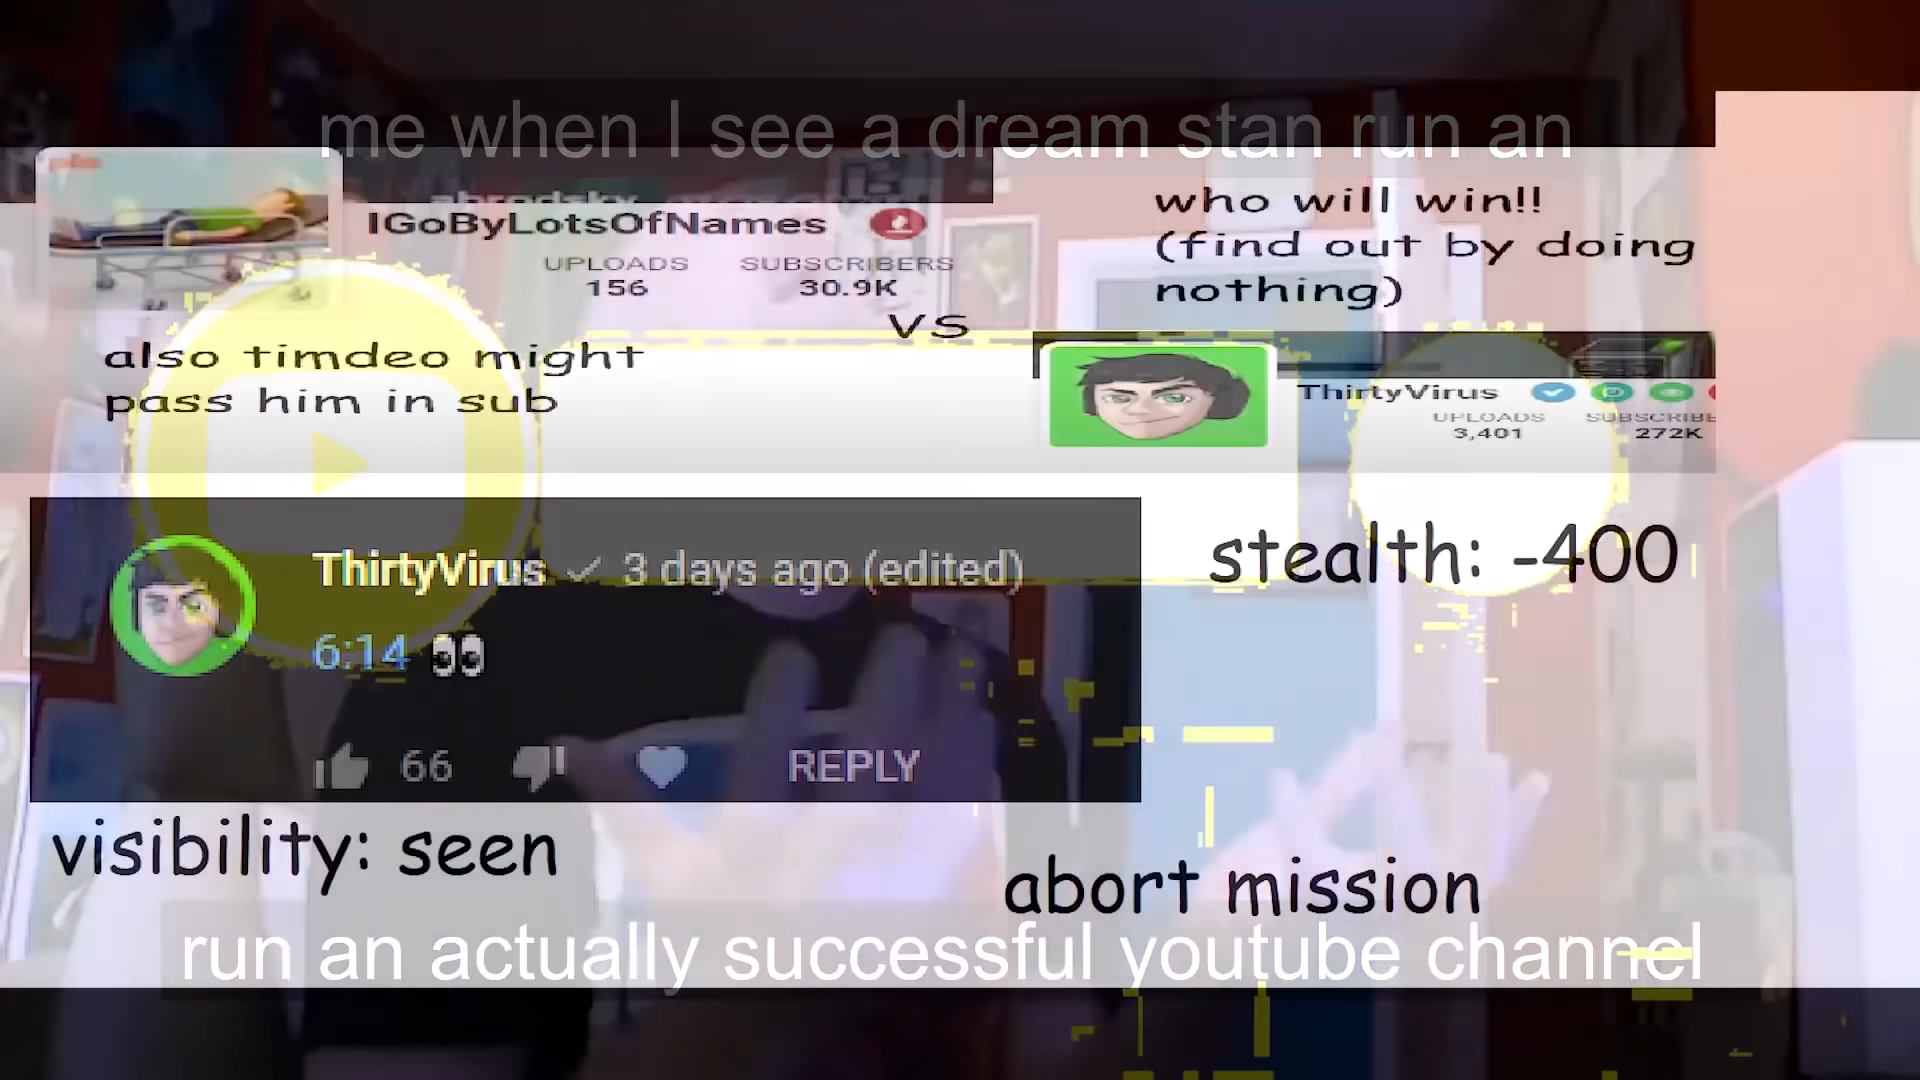 me when I see a dream stan run an
IGoByLotsOfNames
UPLOADS SUBSCRIBERS
156 30.9K
who will win!!
(find out by doing
nothing)
vs
also timdeo might
pass him in sub
ThirtyVirus
UPLOADS SUBSCRIBE
3,401 272K
ThirtyVirus 3 days ago (edited)
6:14 👀
66 REPLY
stealth: -400
visibility: seen
abort mission
run an actually successful youtube channel